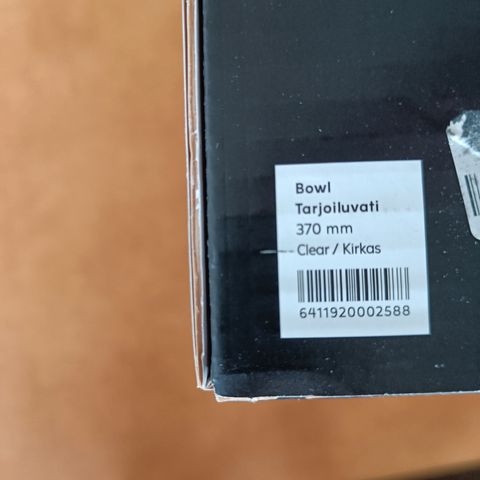 Bowl
Tarjoiluvati
370 mm
Clear / Kirkas
6411920002588